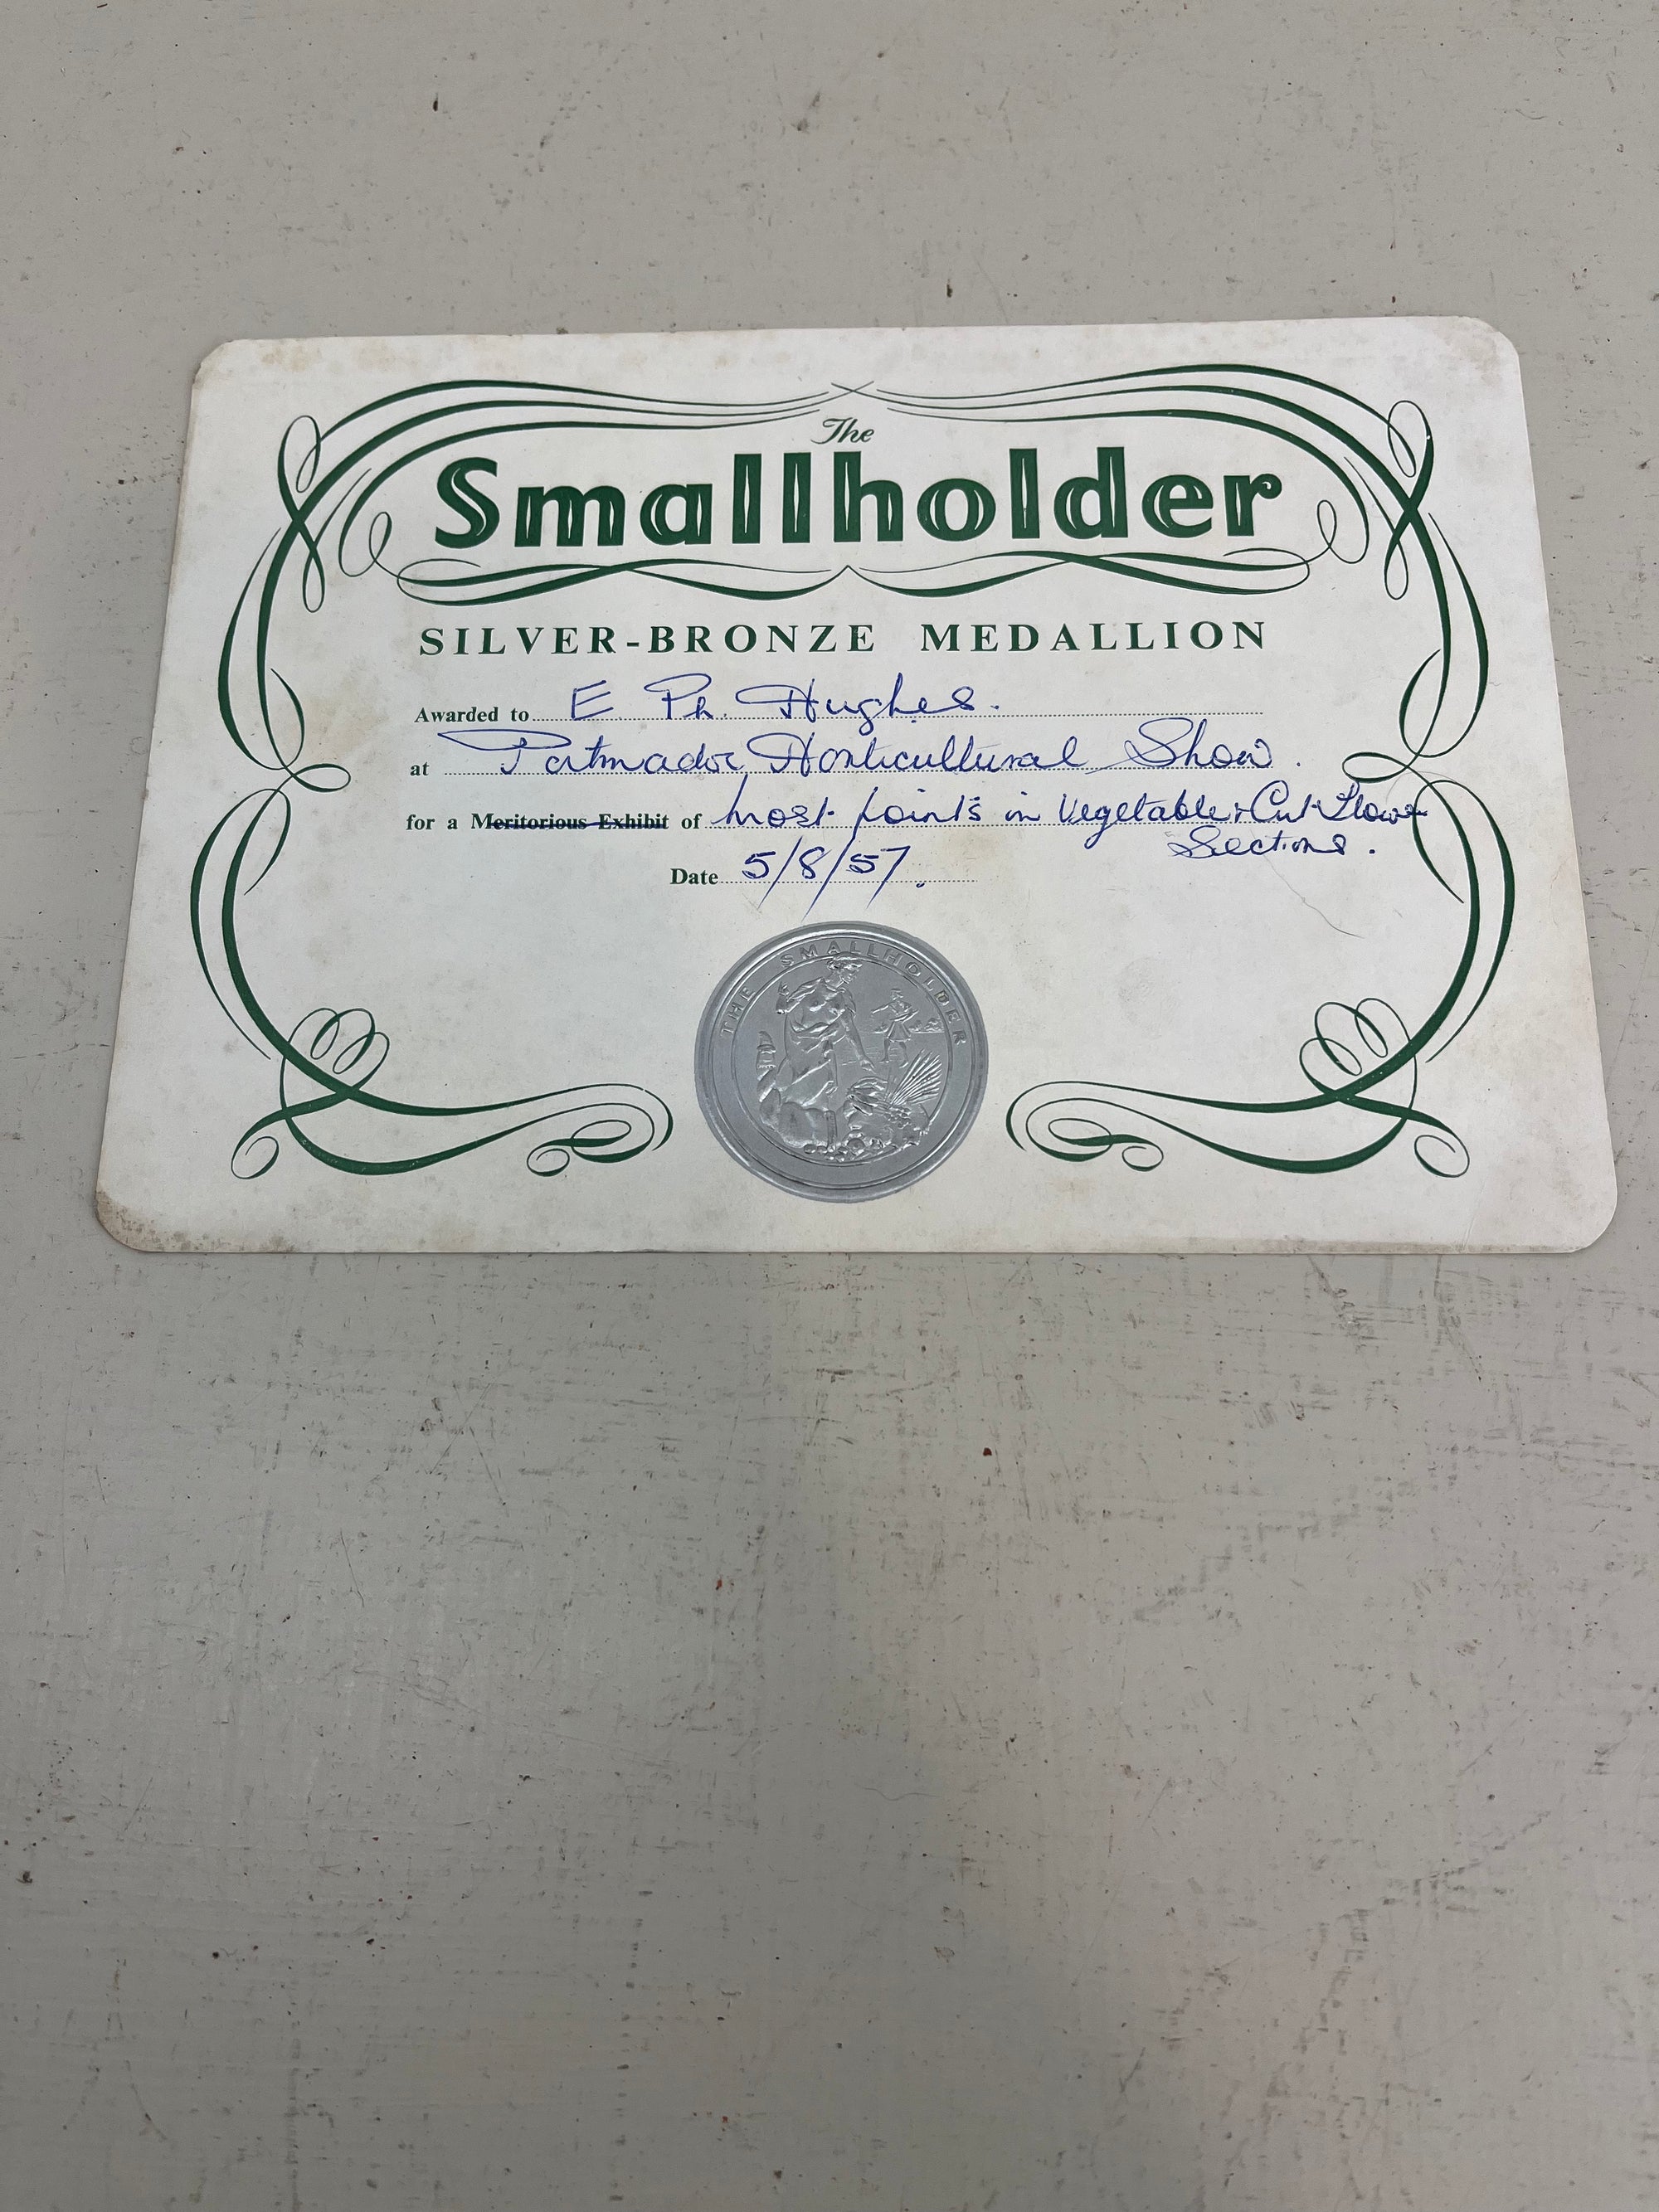 The
Smallholder
SILVER-BRONZE MEDALLION
Awarded to E. Ph. Hughes.
at Portmadoc Horticultural Show.
for a Meritorious Exhibit of most points in Vegetable & Cut Flower
Sections.
Date 5/8/57.
THE SMALLHOLDER